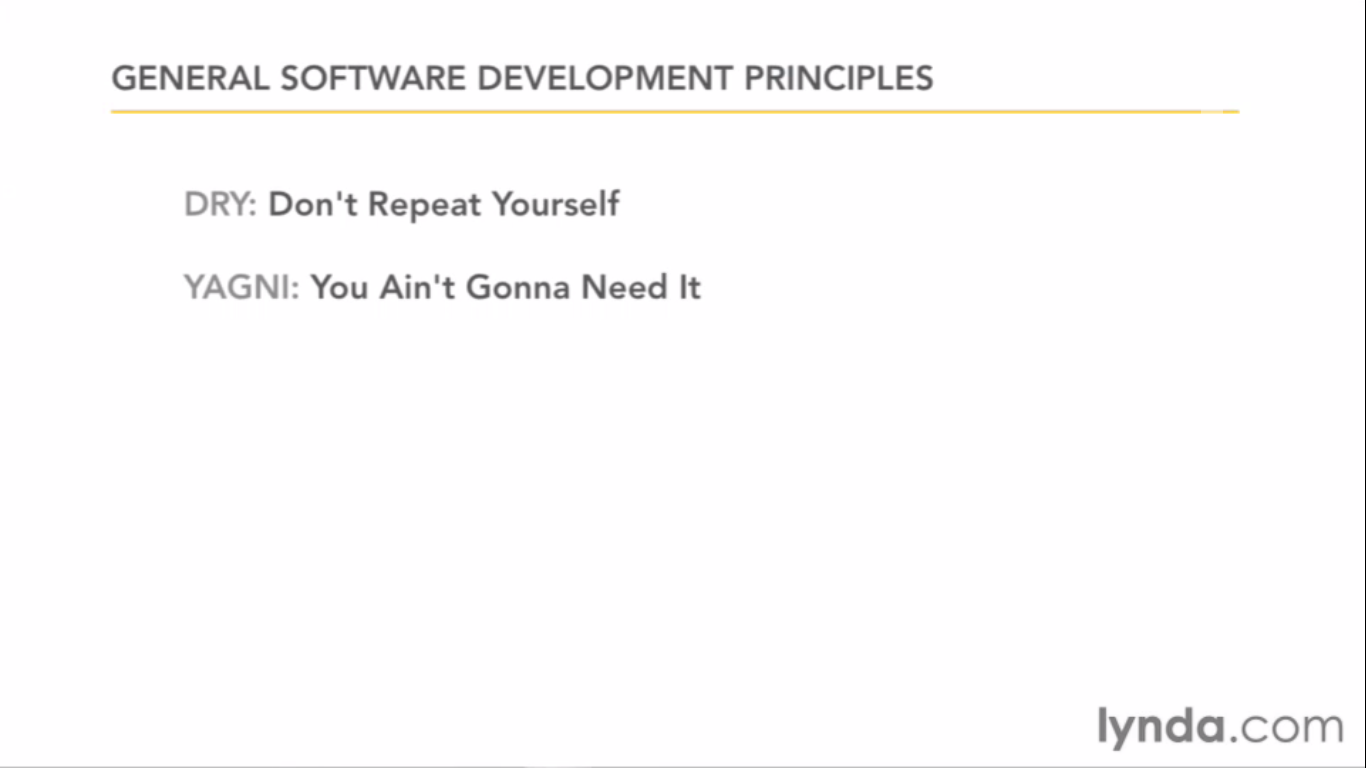 GENERAL SOFTWARE DEVELOPMENT PRINCIPLES
DRY: Don't Repeat Yourself
YAGNI: You Ain't Gonna Need It
lynda.com